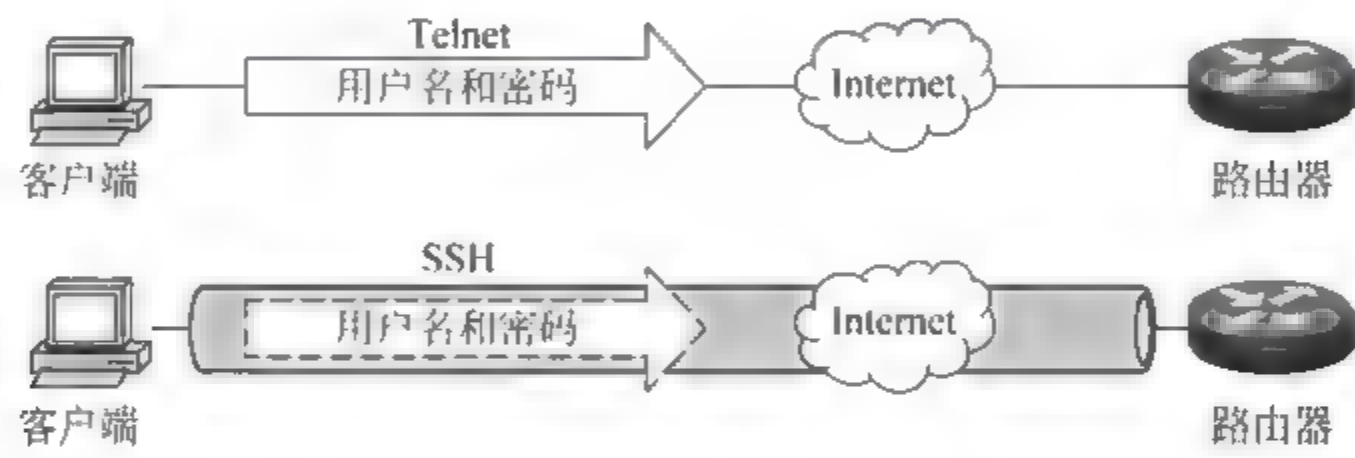 Telnet
用户名和密码
Internet
客户端
路由器
SSH
用户名和密码
Internet
客户端
路由器